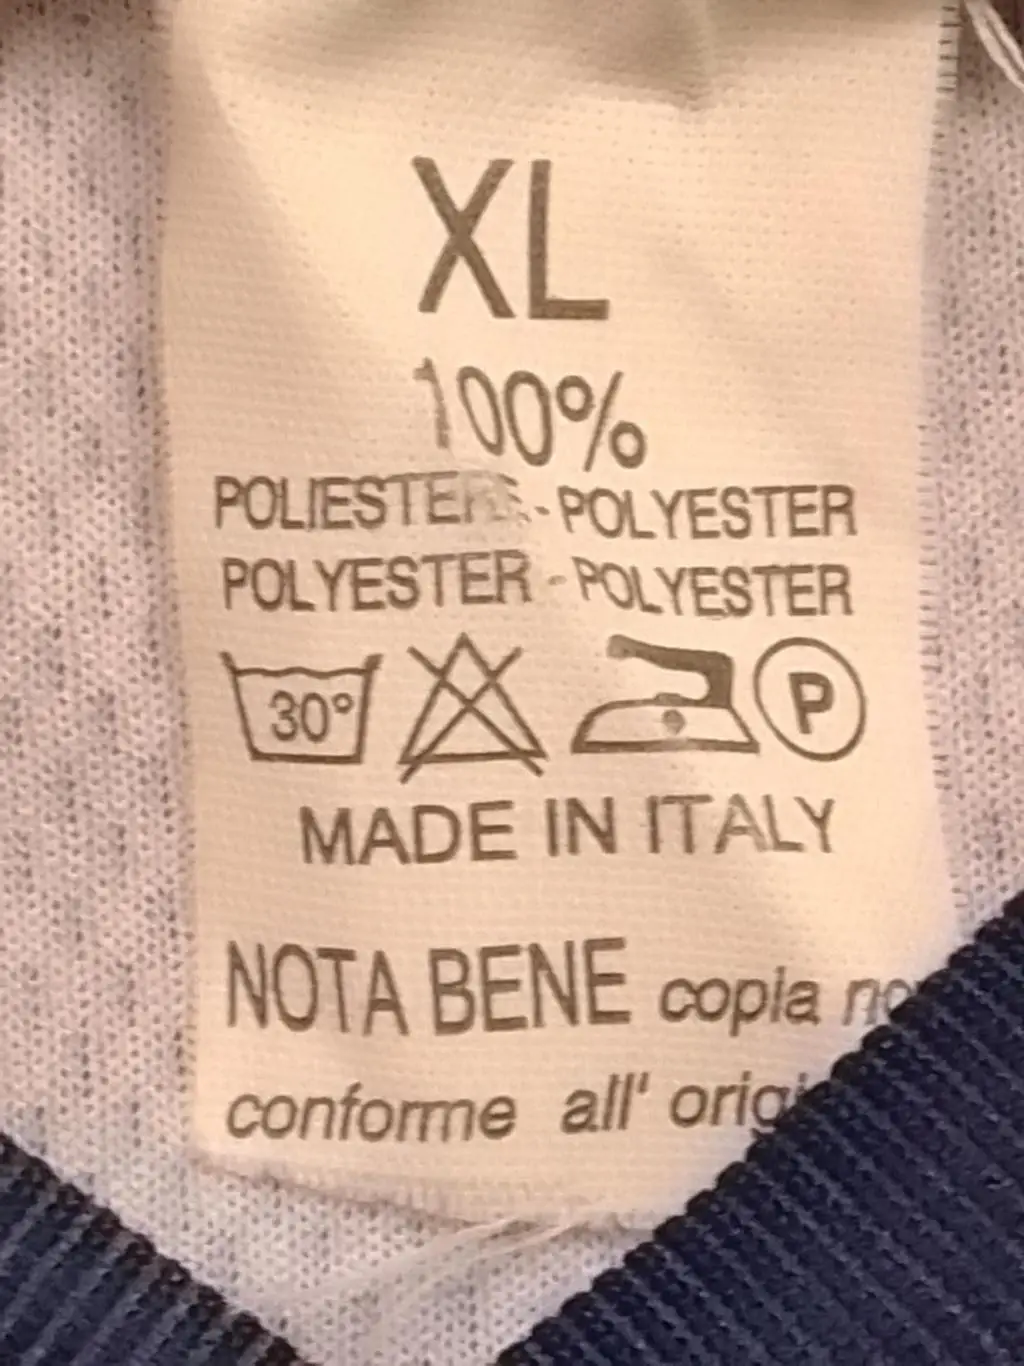 XL
100%
POLIESTERE - POLYESTER
POLYESTER - POLYESTER
30° P
MADE IN ITALY
NOTA BENE copia
conforme all'